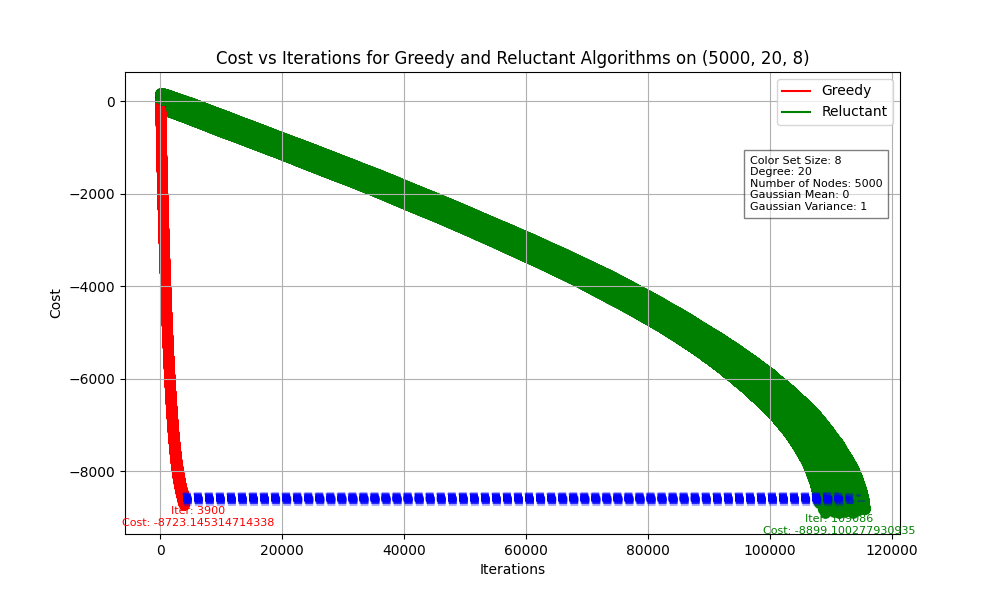 Cost vs Iterations for Greedy and Reluctant Algorithms on (5000, 20, 8)
Greedy
Reluctant
Color Set Size: 8
Degree: 20
Number of Nodes: 5000
Gaussian Mean: 0
Gaussian Variance: 1
Cost
0
−2000
−4000
−6000
−8000
Iter: 3900
Cost: -8723.145314714338
Iter: 109086
Cost: -8899.100277930935
0
20000
40000
60000
80000
100000
120000
Iterations